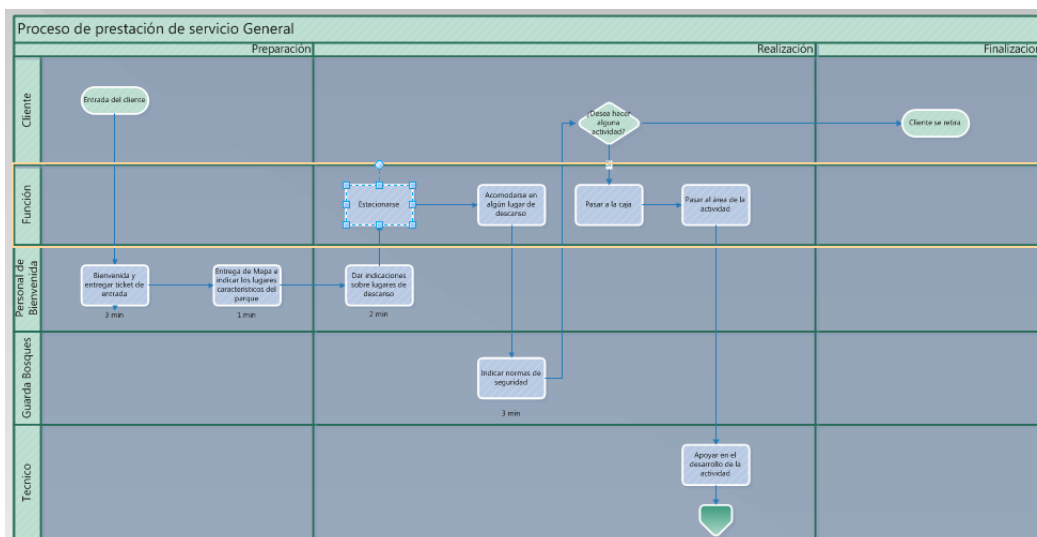 Proceso de prestación de servicio General
Preparación
Realización
Finalizacion
Cliente
Entrada del cliente
¿Desea hacer
alguna
actividad?
Cliente se retira
Función
Estacionarse
Acomodarse en
algún lugar de
descanso
Pasar a la caja
Pasar al área de la
actividad
Personal de
Bienvenida
Bienvenida y
entregar ticket de
entrada
3 min
Entrega de Mapa e
indicar los lugares
característicos del
parque
1 min
Dar indicaciones
sobre lugares de
descanso
2 min
Guarda Bosques
Indicar normas de
seguridad
3 min
Tecnico
Apoyar en el
desarrollo de la
actividad